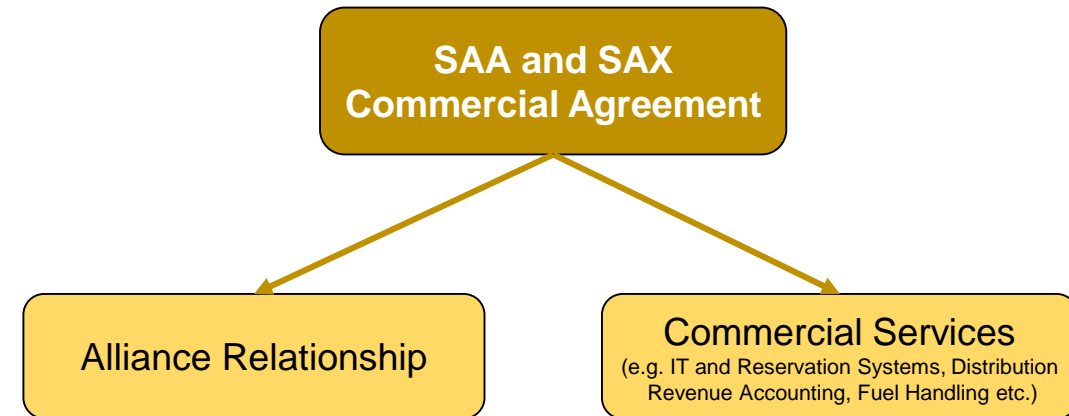 SAA and SAX
Commercial Agreement
Alliance Relationship
Commercial Services
(e.g. IT and Reservation Systems, Distribution
Revenue Accounting, Fuel Handling etc.)